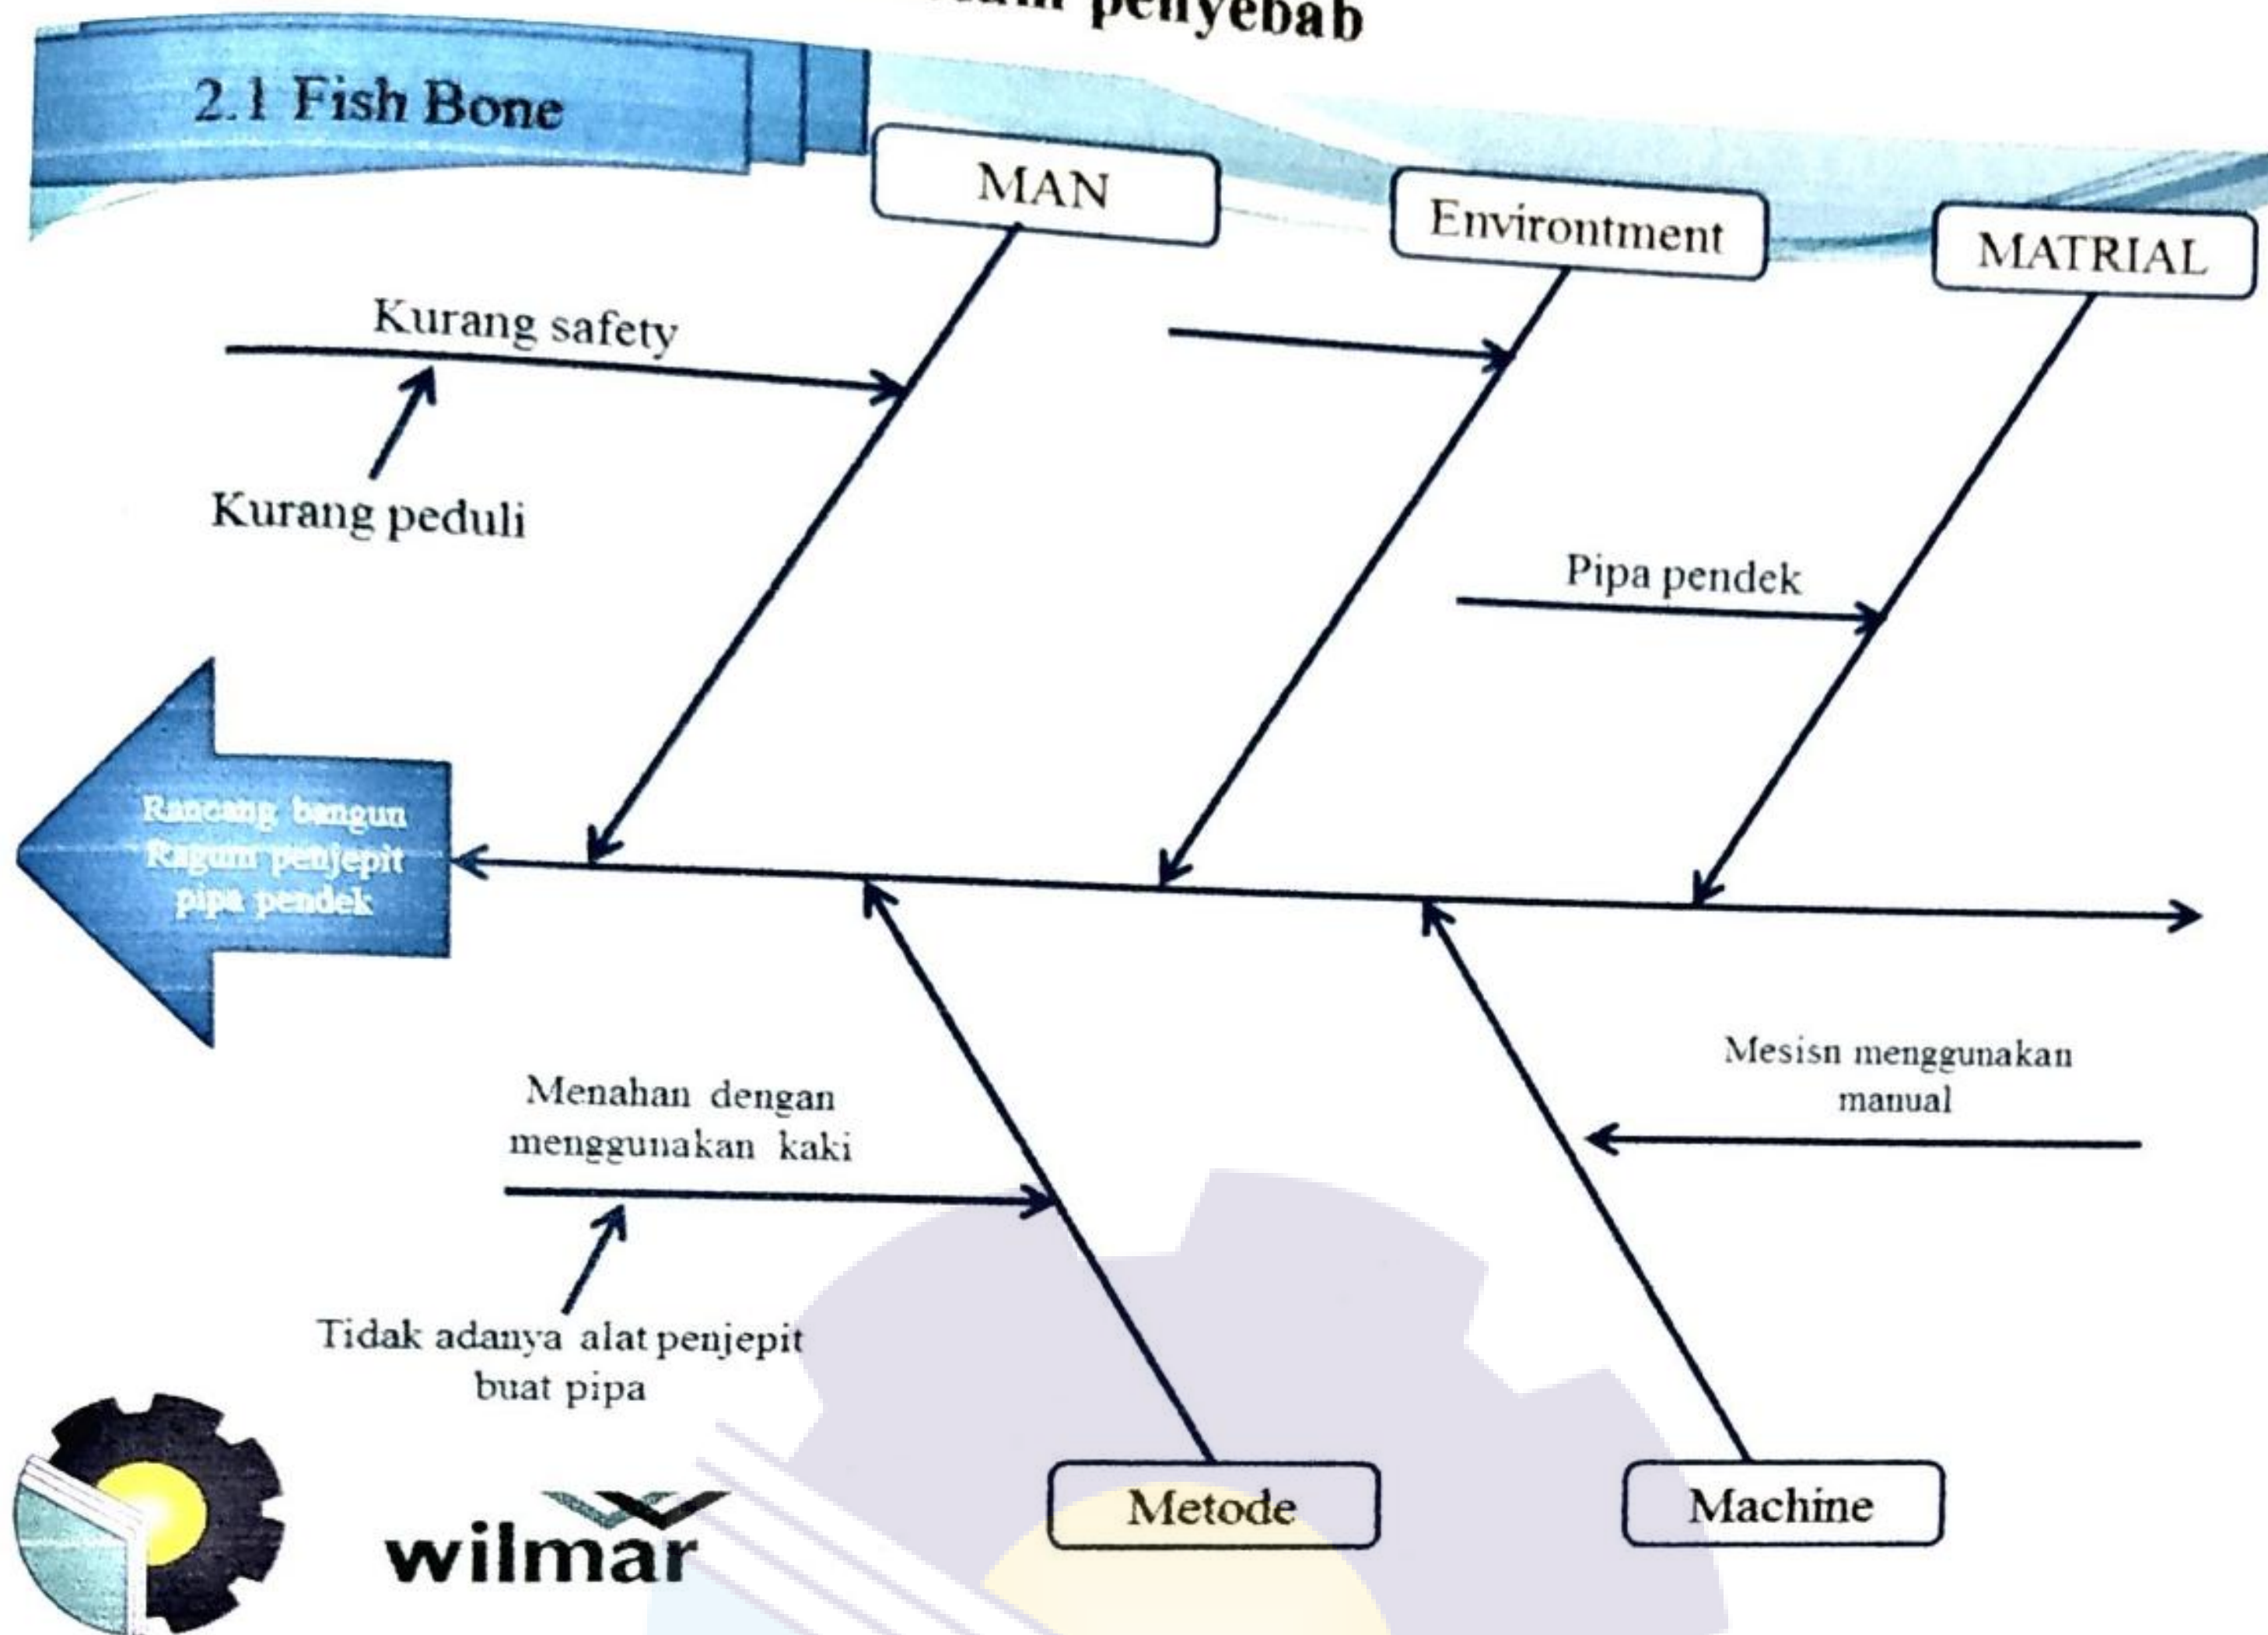 penyebab
2.1 Fish Bone
MAN
Environtment
MATRIAL
Kurang safety
Kurang peduli
Pipa pendek
Rancang bangun
Ragum penjepit
pipa pendek
Menahan dengan
menggunakan kaki
Mesisn menggunakan
manual
Tidak adanya alat penjepit
buat pipa
Metode
Machine
wilmar